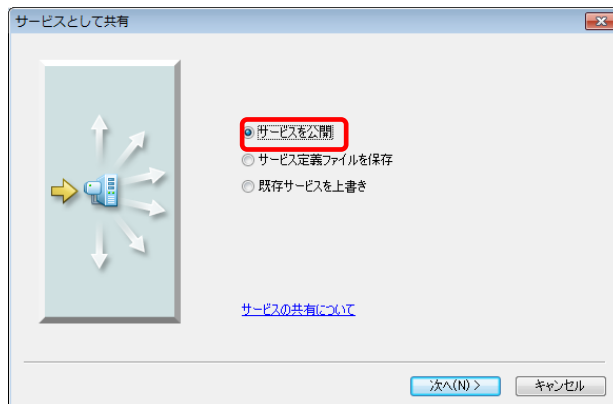 サービスとして共有
サービスを公開
サービス定義ファイルを保存
既存サービスを上書き
サービスの共有について
次へ(N) >
キャンセル